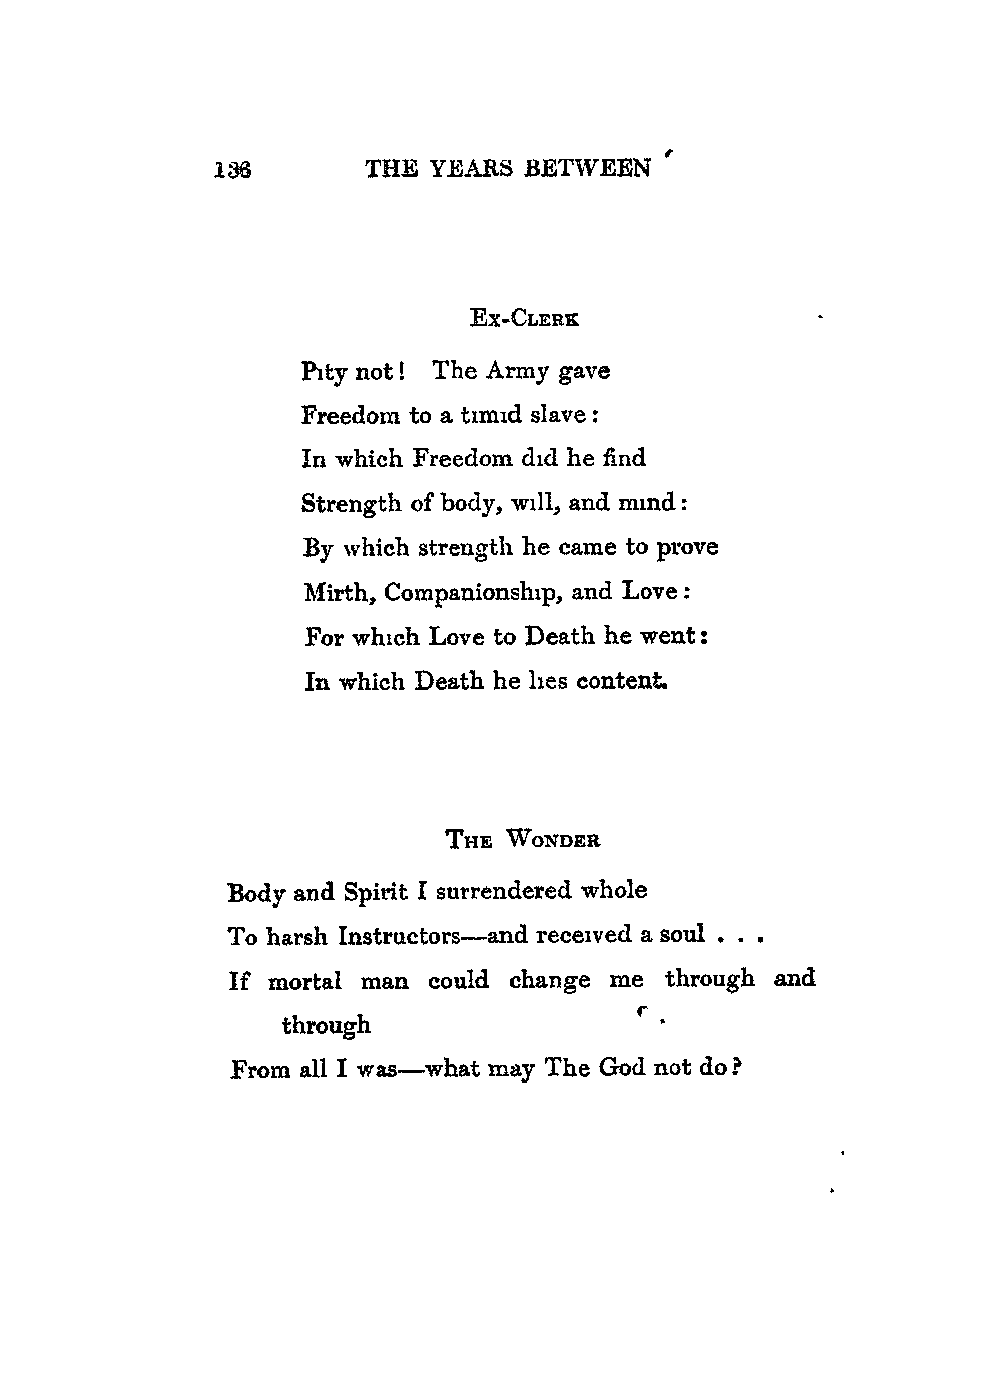 136 THE YEARS BETWEEN
Ex-Clerk
Pity not! The Army gave
Freedom to a timid slave:
In which Freedom did he find
Strength of body, will, and mind:
By which strength he came to prove
Mirth, Companionship, and Love:
For which Love to Death he went:
In which Death he lies content.
The Wonder
Body and Spirit I surrendered whole
To harsh Instructors—and received a soul . . .
If mortal man could change me through and
through
From all I was—what may The God not do?